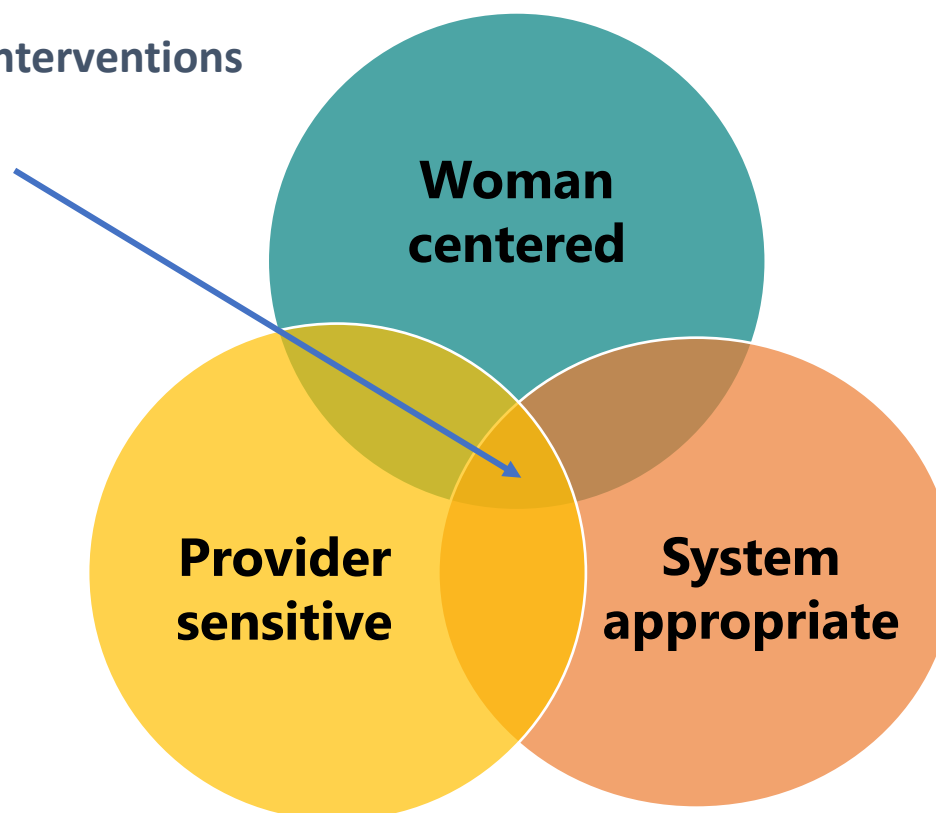 nterventions
Woman
centered
Provider
sensitive
System
appropriate